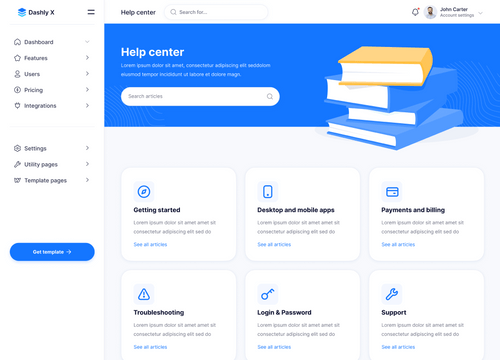 Dashly X
Help center
Search for...
John Carter
Account settings
Dashboard
Features
Users
Pricing
Integrations
Settings
Utility pages
Template pages
Get template
Help center
Lorem ipsum dolor sit amet, consectetur adipiscing elit seddolom
eiusmod tempor incididunt ut labore et dolore magn.
Search articles
Getting started
Lorem ipsum dolor sit amet amet sit
consectetur adipiscing elit sed do
See all articles
Desktop and mobile apps
Lorem ipsum dolor sit amet amet sit
consectetur adipiscing elit sed do
See all articles
Payments and billing
Lorem ipsum dolor sit amet amet sit
consectetur adipiscing elit sed do
See all articles
Troubleshooting
Lorem ipsum dolor sit amet amet sit
consectetur adipiscing elit sed do
See all articles
Login & Password
Lorem ipsum dolor sit amet amet sit
consectetur adipiscing elit sed do
See all articles
Support
Lorem ipsum dolor sit amet amet sit
consectetur adipiscing elit sed do
See all articles